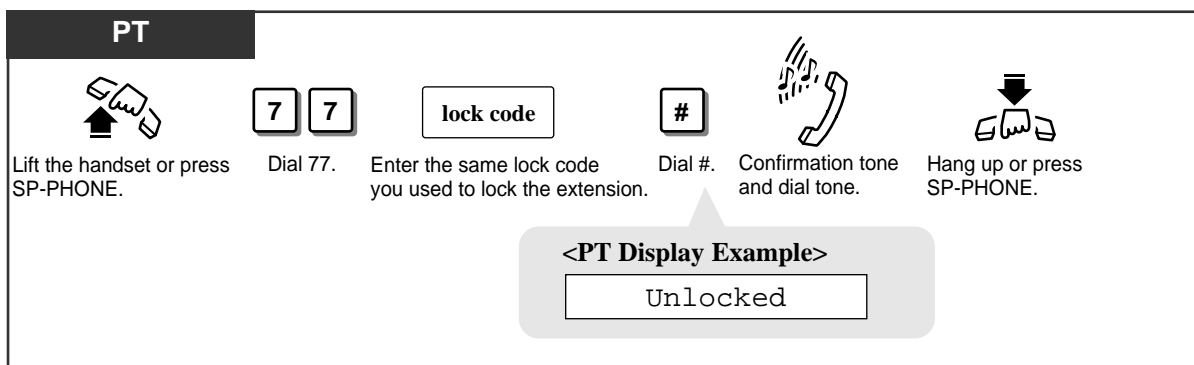 PT
7 7
lock code
#
Lift the handset or press
SP-PHONE.
Dial 77.
Enter the same lock code
you used to lock the extension.
Dial #.
Confirmation tone
and dial tone.
Hang up or press
SP-PHONE.
<PT Display Example>
Unlocked